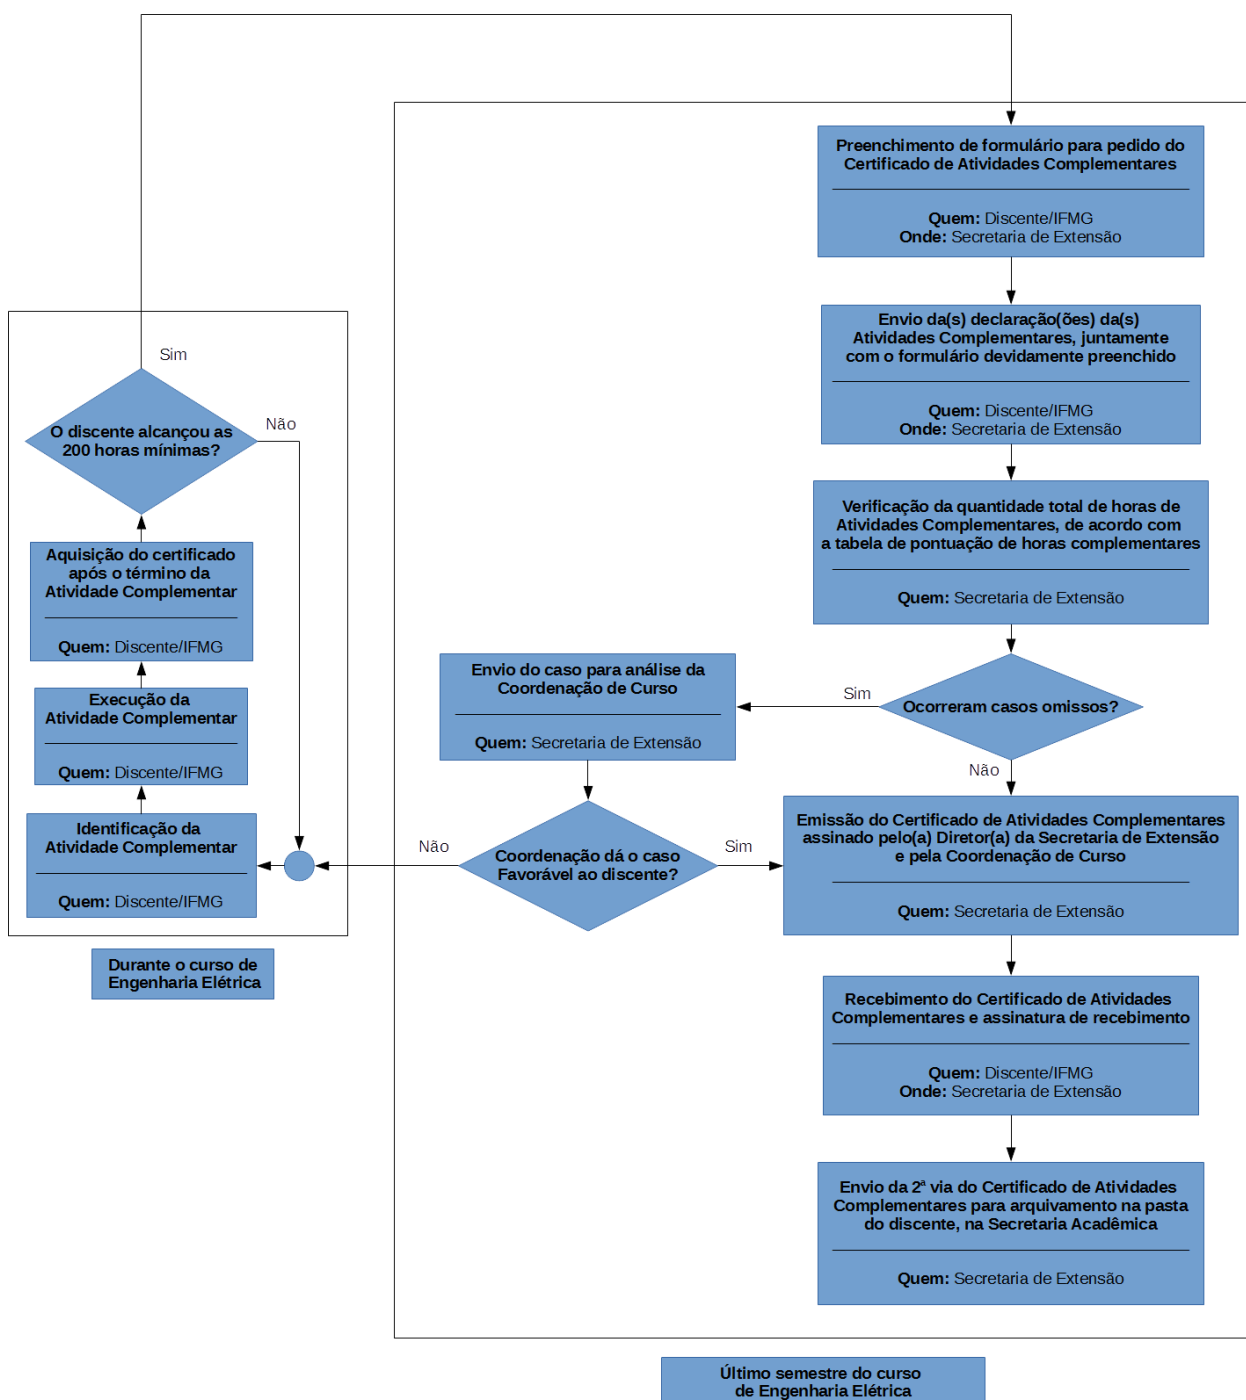 Preenchimento de formulário para pedido do
Certificado de Atividades Complementares
Quem: Discente/IFMG
Onde: Secretaria de Extensão
Envio da(s) declaração(ões) da(s)
Atividades Complementares, juntamente
com o formulário devidamente preenchido
Quem: Discente/IFMG
Onde: Secretaria de Extensão
Sim
Não
O discente alcançou as
200 horas mínimas?
Verificação da quantidade total de horas de
Atividades Complementares, de acordo com
a tabela de pontuação de horas complementares
Quem: Secretaria de Extensão
Aquisição do certificado
após o término da
Atividade Complementar
Quem: Discente/IFMG
Execução da
Atividade Complementar
Quem: Discente/IFMG
Identificação da
Atividade Complementar
Quem: Discente/IFMG
Durante o curso de
Engenharia Elétrica
Ocorreram casos omissos?
Sim
Não
Envio do caso para análise da
Coordenação de Curso
Quem: Secretaria de Extensão
Coordenação dá o caso
Favorável ao discente?
Não
Sim
Emissão do Certificado de Atividades Complementares
assinado pelo(a) Diretor(a) da Secretaria de Extensão
e pela Coordenação de Curso
Quem: Secretaria de Extensão
Recebimento do Certificado de Atividades
Complementares e assinatura de recebimento
Quem: Discente/IFMG
Onde: Secretaria de Extensão
Envio da 2ª via do Certificado de Atividades
Complementares para arquivamento na pasta
do discente, na Secretaria Acadêmica
Quem: Secretaria de Extensão
Último semestre do curso
de Engenharia Elétrica